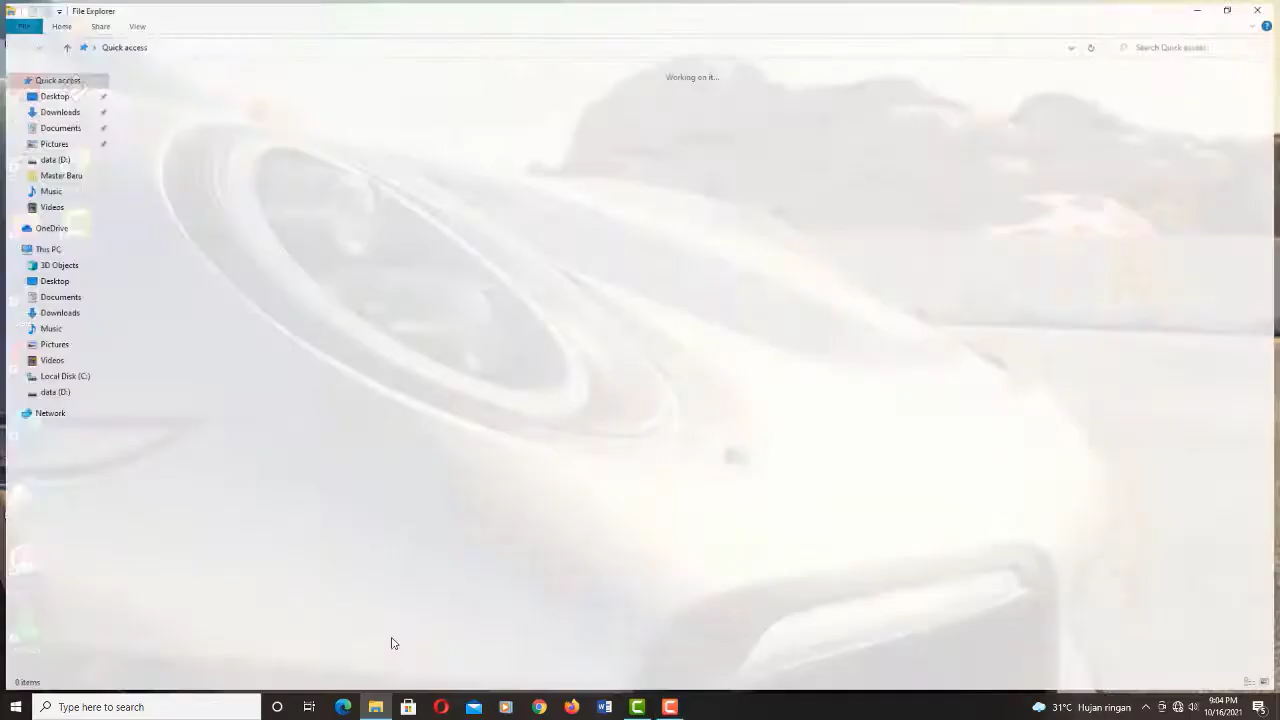 File Explorer
File
Home
Share
View
Quick access
Search Quick access
Working on it...
Quick access
Desktop
Downloads
Documents
Pictures
data (D:)
Master Baru
Music
Videos
OneDrive
This PC
3D Objects
Desktop
Documents
Downloads
Music
Pictures
Videos
Local Disk (C:)
data (D:)
Network
0 items
Type here to search
31°C Hujan ringan
9:04 PM
10/16/2021